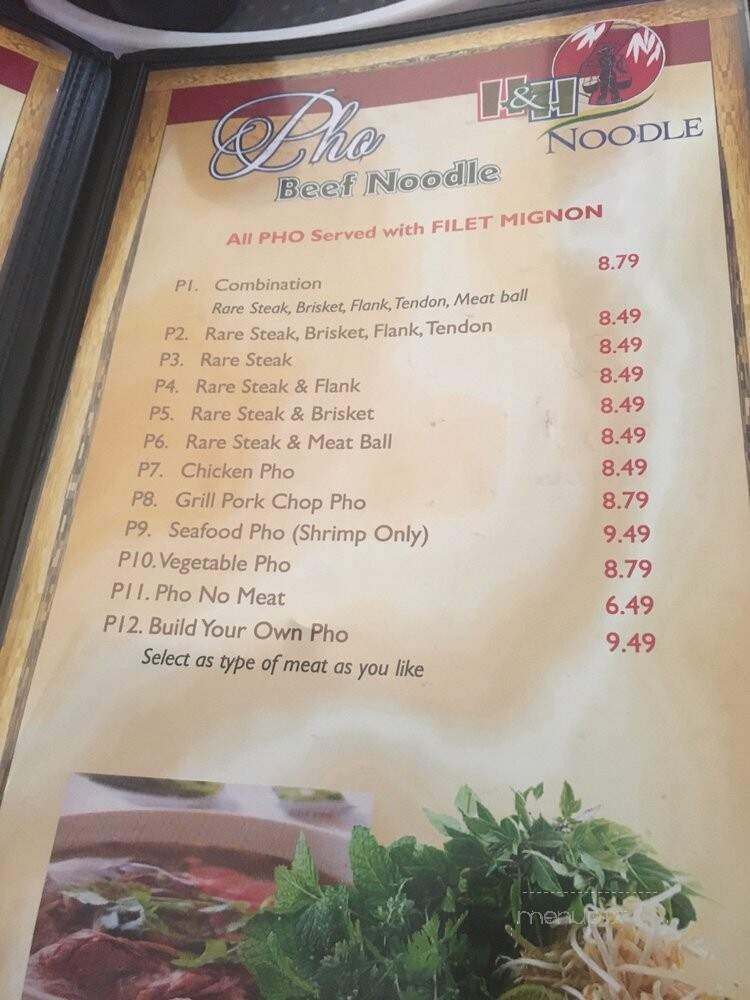 H&H
NOODLE
Pho
Beef Noodle
All PHO Served with FILET MIGNON
P1. Combination 8.79
Rare Steak, Brisket, Flank, Tendon, Meat ball
P2. Rare Steak, Brisket, Flank, Tendon 8.49
P3. Rare Steak 8.49
P4. Rare Steak & Flank 8.49
P5. Rare Steak & Brisket 8.49
P6. Rare Steak & Meat Ball 8.49
P7. Chicken Pho 8.49
P8. Grill Pork Chop Pho 8.79
P9. Seafood Pho (Shrimp Only) 9.49
P10. Vegetable Pho 8.79
P11. Pho No Meat 6.49
P12. Build Your Own Pho 9.49
Select as type of meat as you like